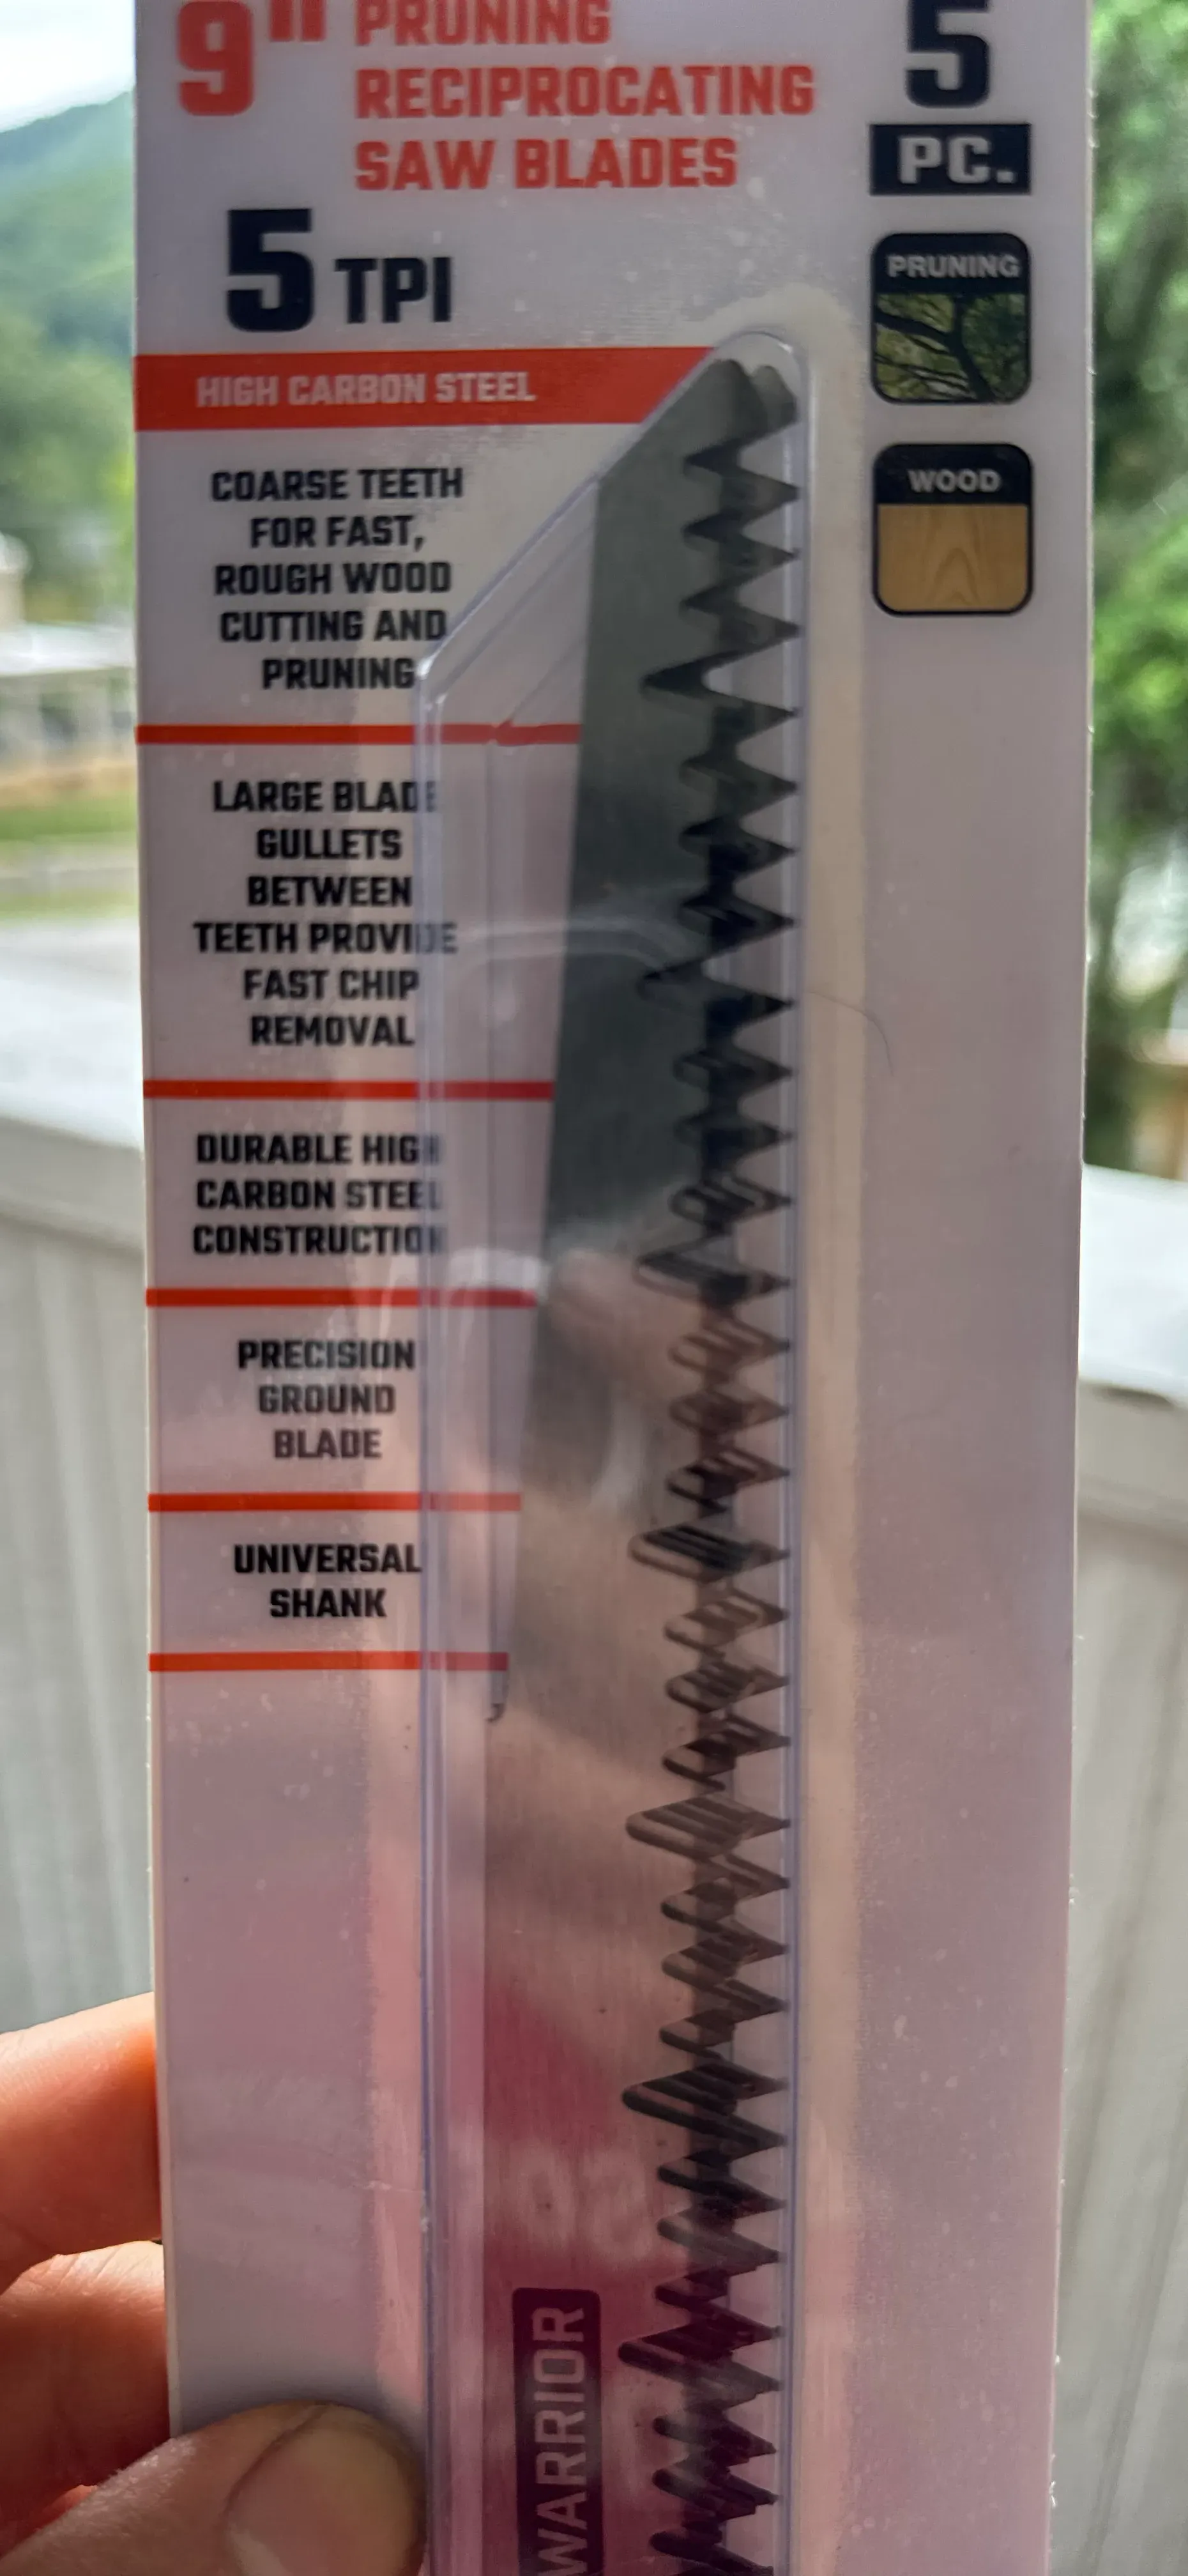 9" PRUNING
RECIPROCATING
SAW BLADES
5
PC.
5 TPI
PRUNING
HIGH CARBON STEEL
WOOD
COARSE TEETH
FOR FAST,
ROUGH WOOD
CUTTING AND
PRUNING
LARGE BLADE
GULLETS
BETWEEN
TEETH PROVIDE
FAST CHIP
REMOVAL
DURABLE HIGH
CARBON STEEL
CONSTRUCTION
PRECISION
GROUND
BLADE
UNIVERSAL
SHANK
WARRIOR